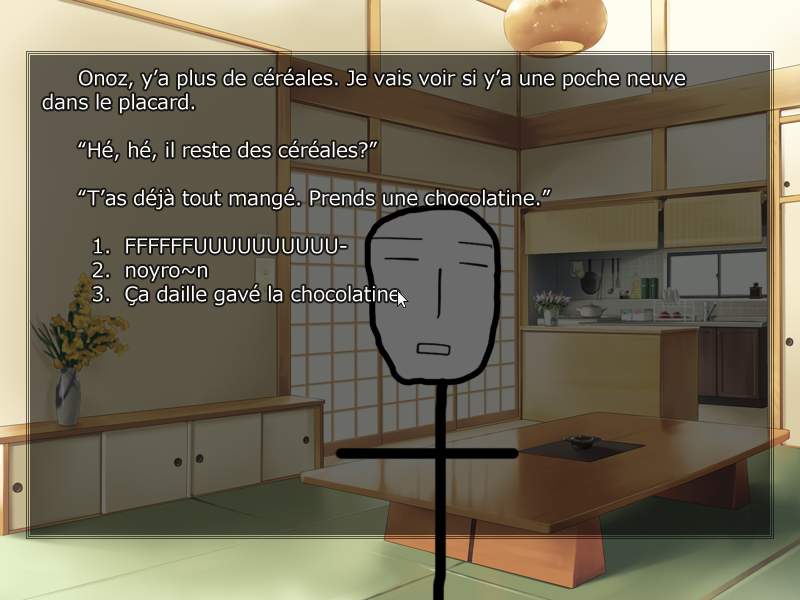 Onoz, y’a plus de céréales. Je vais voir si y’a une poche neuve
dans le placard.
“Hé, hé, il reste des céréales?”
“T’as déjà tout mangé. Prends une chocolatine.”
1. FFFFFFUUUUUUUUUU-
2. noyro~n
3. Ça daille gavé la chocolatine